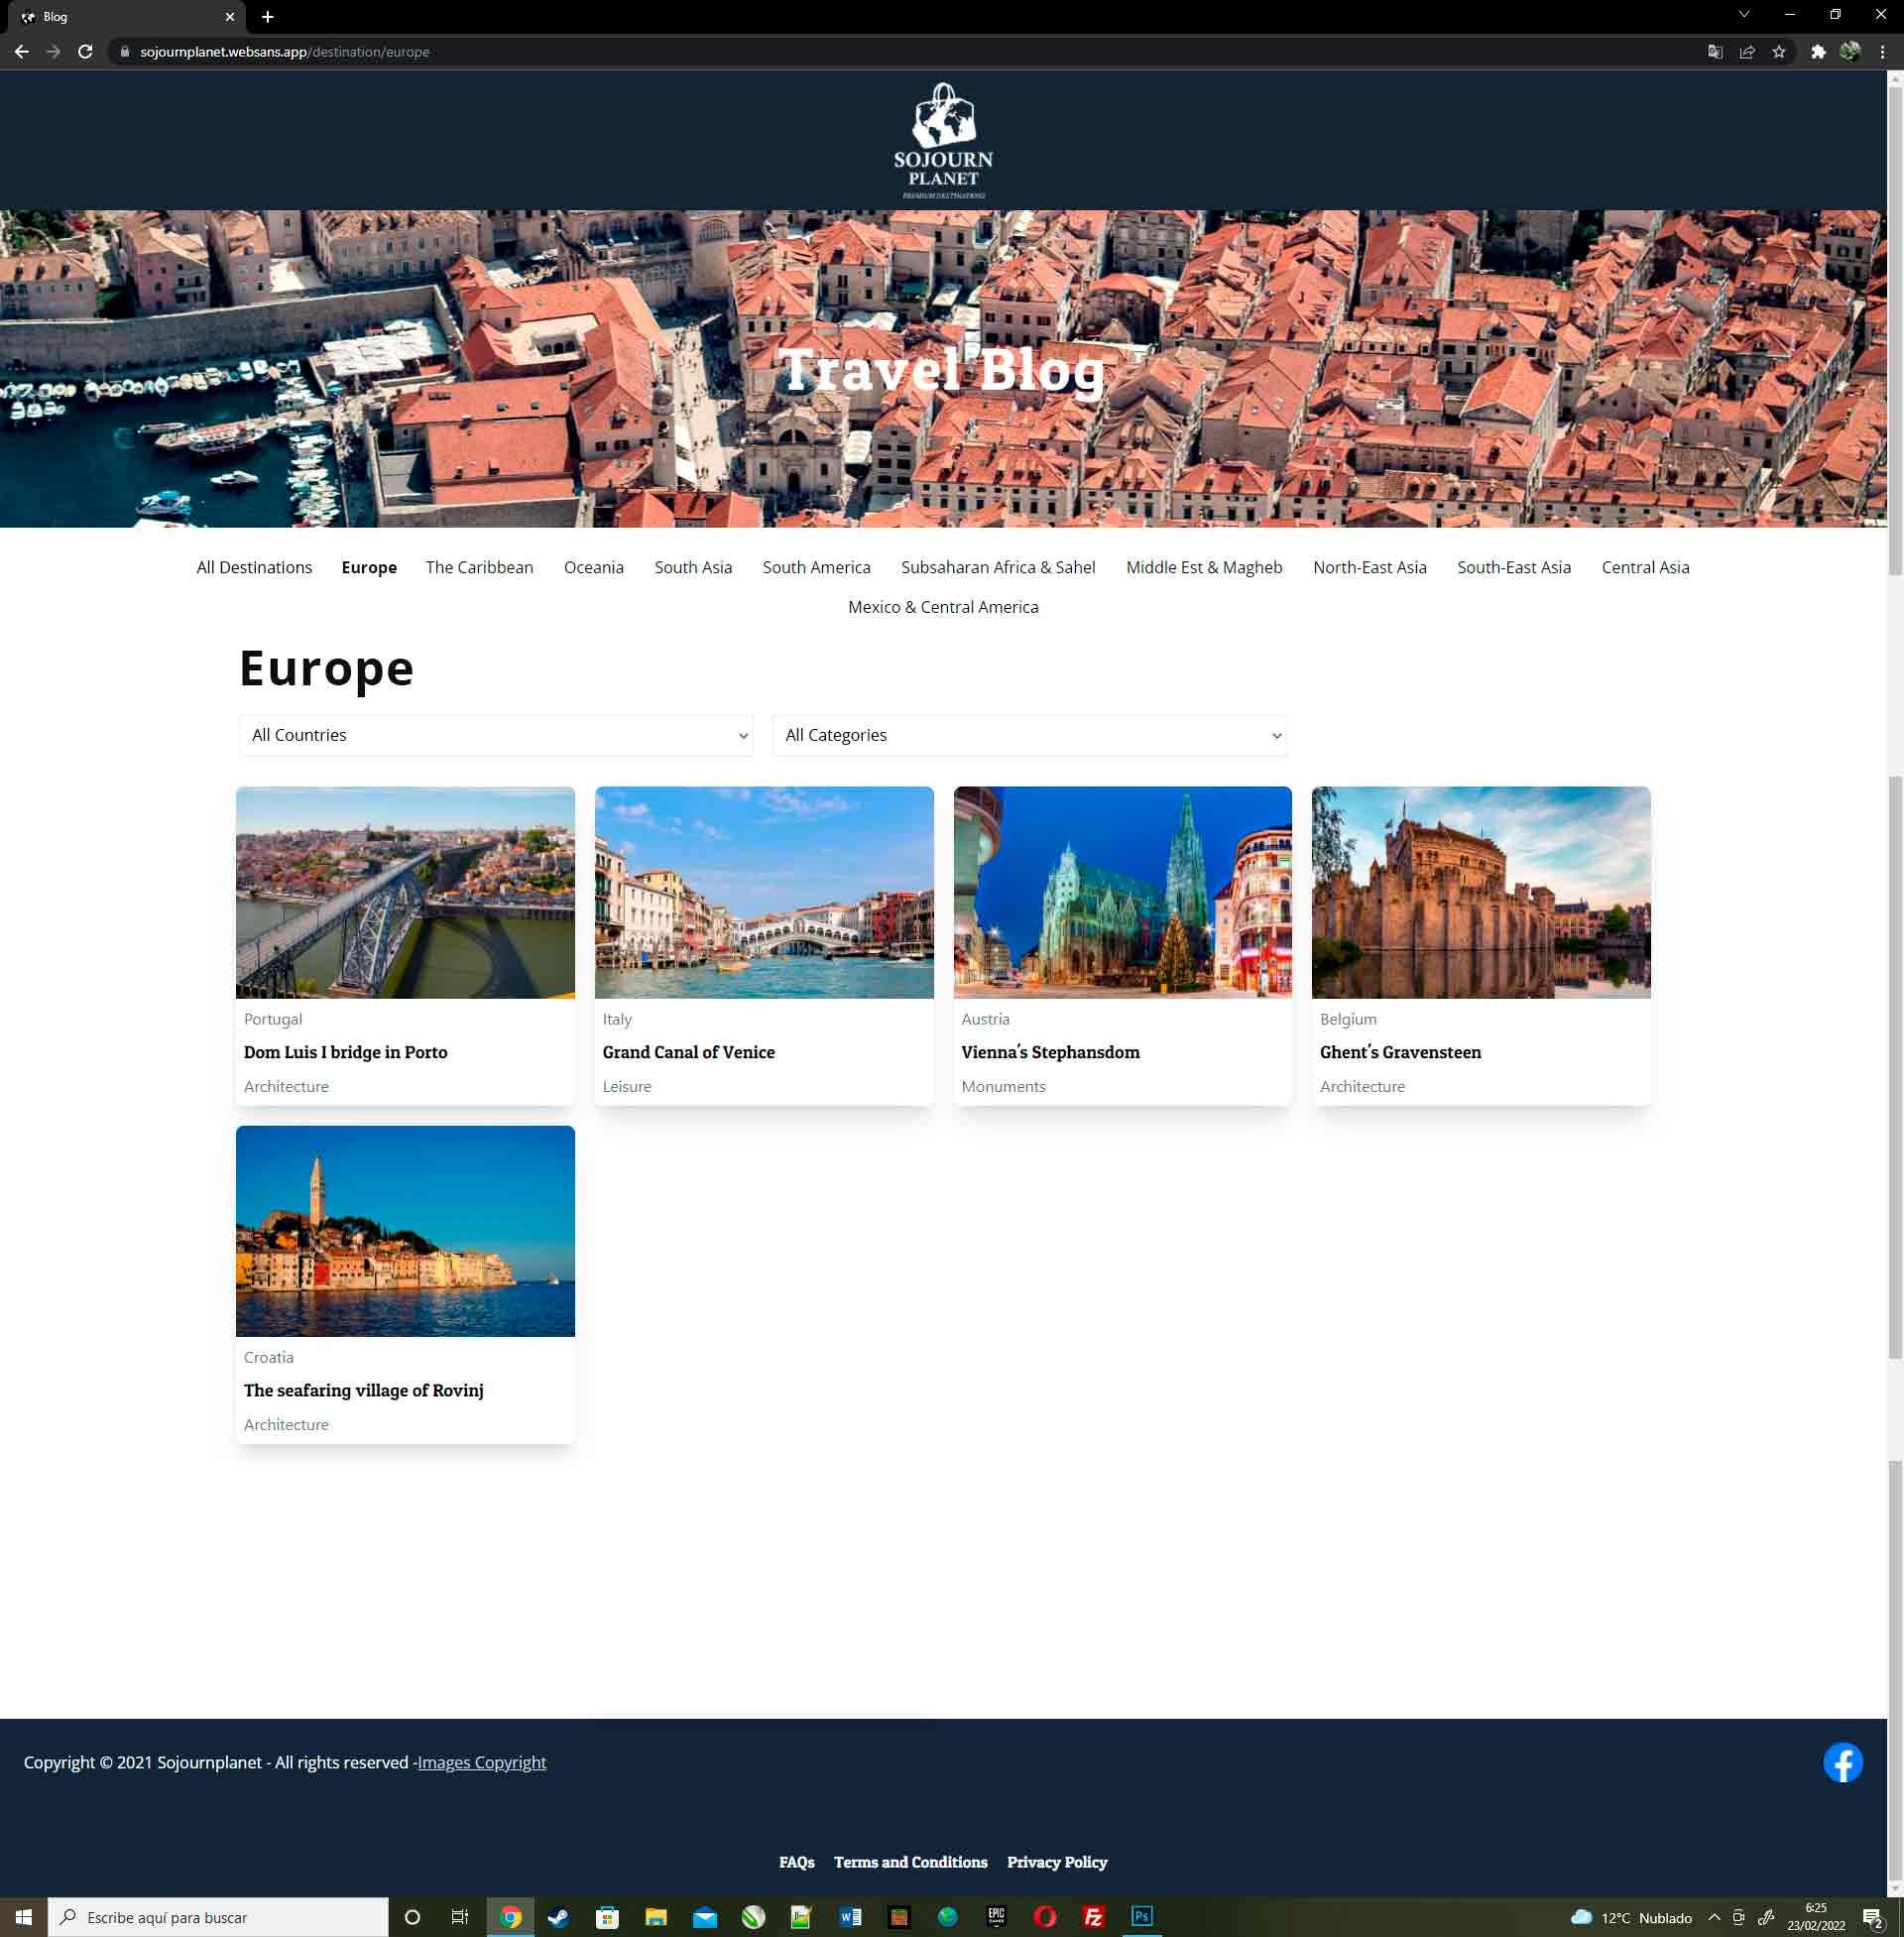 Blog
sojournplanet.websans.app/destination/europe
SOJOURN
PLANET
PREMIUM DESTINATIONS
Travel Blog
All Destinations Europe The Caribbean Oceania South Asia South America Subsaharan Africa & Sahel Middle Est & Magheb North-East Asia South-East Asia Central Asia
Mexico & Central America
Europe
All Countries All Categories
Portugal
Dom Luis I bridge in Porto
Architecture
Italy
Grand Canal of Venice
Leisure
Austria
Vienna's Stephansdom
Monuments
Belgium
Ghent's Gravensteen
Architecture
Croatia
The seafaring village of Rovinj
Architecture
Copyright © 2021 Sojournplanet - All rights reserved -Images Copyright
FAQs Terms and Conditions Privacy Policy
Escribe aquí para buscar
EPIC
GAMES
Fz
Ps
12°C Nublado
6:25
23/02/2022
2